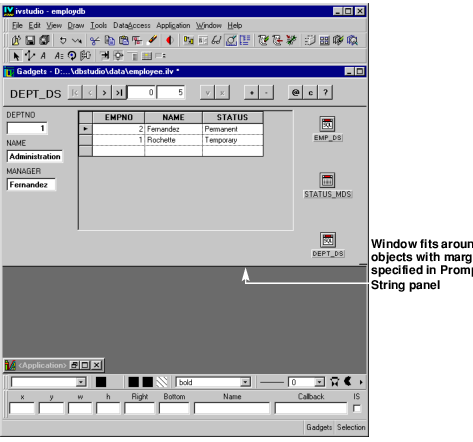 ivstudio - employdb
File Edit View Draw Tools DataAccess Application Window Help
Gadgets - D:...\dbstudio\data\employee.ilv *
DEPT_DS 0 5 @ c ?
DEPTNO
1
NAME
Administration
MANAGER
Fernandez
EMPNO NAME STATUS
2 Fernandez Permanent
1 Rochette Temporary
EMP_DS
STATUS_MDS
DEPT_DS
Window fits aroun
objects with marg
specified in Promp
String panel
<Application>
bold 0
x y w h Right Bottom Name Callback IS
Gadgets Selection